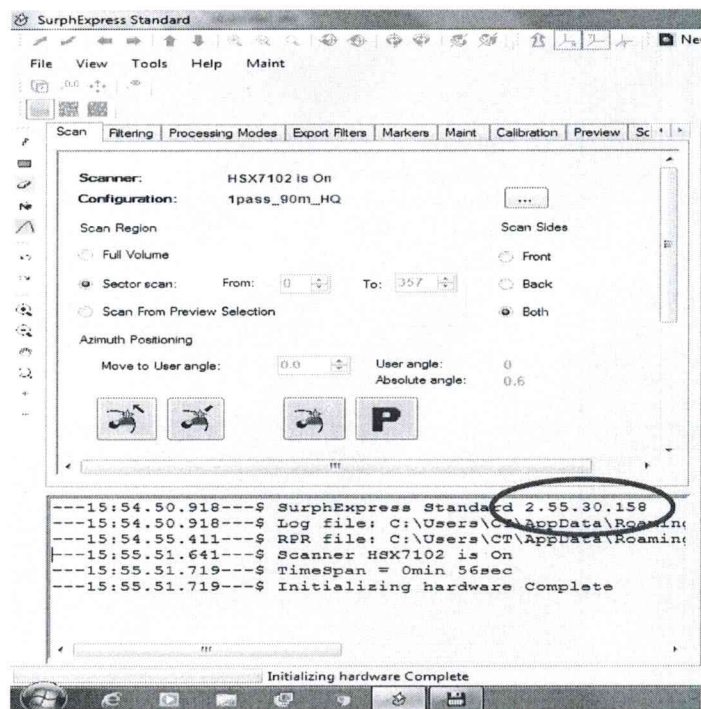 SurphExpress Standard
Ne
File View Tools Help Maint
Scan Filtering Processing Modes Export Filters Markers Maint Calibration Preview Sc
Scanner: HSX7102 is On
Configuration: 1pass_90m_HQ ...
Scan Region Scan Sides
Full Volume Front
Sector scan: From: 0 To: 357 Back
Scan From Preview Selection Both
Azimuth Positioning
Move to User angle: 0.0 User angle: 0
Absolute angle: 0.6
P
---15:54.50.918---$ SurphExpress Standard 2.55.30.158
---15:54.50.918---$ Log file: C:\Users\CT\AppData\Roaming
---15:54.55.411---$ RPR file: C:\Users\CT\AppData\Roaming
---15:55.51.641---$ Scanner HSX7102 is On
---15:55.51.719---$ TimeSpan = 0min 56sec
---15:55.51.719---$ Initializing hardware Complete
Initializing hardware Complete